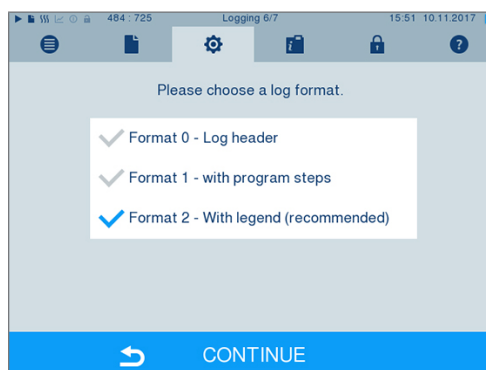 484 : 725 Logging 6/7 15:51 10.11.2017
Please choose a log format.
Format 0 - Log header
Format 1 - with program steps
Format 2 - With legend (recommended)
CONTINUE